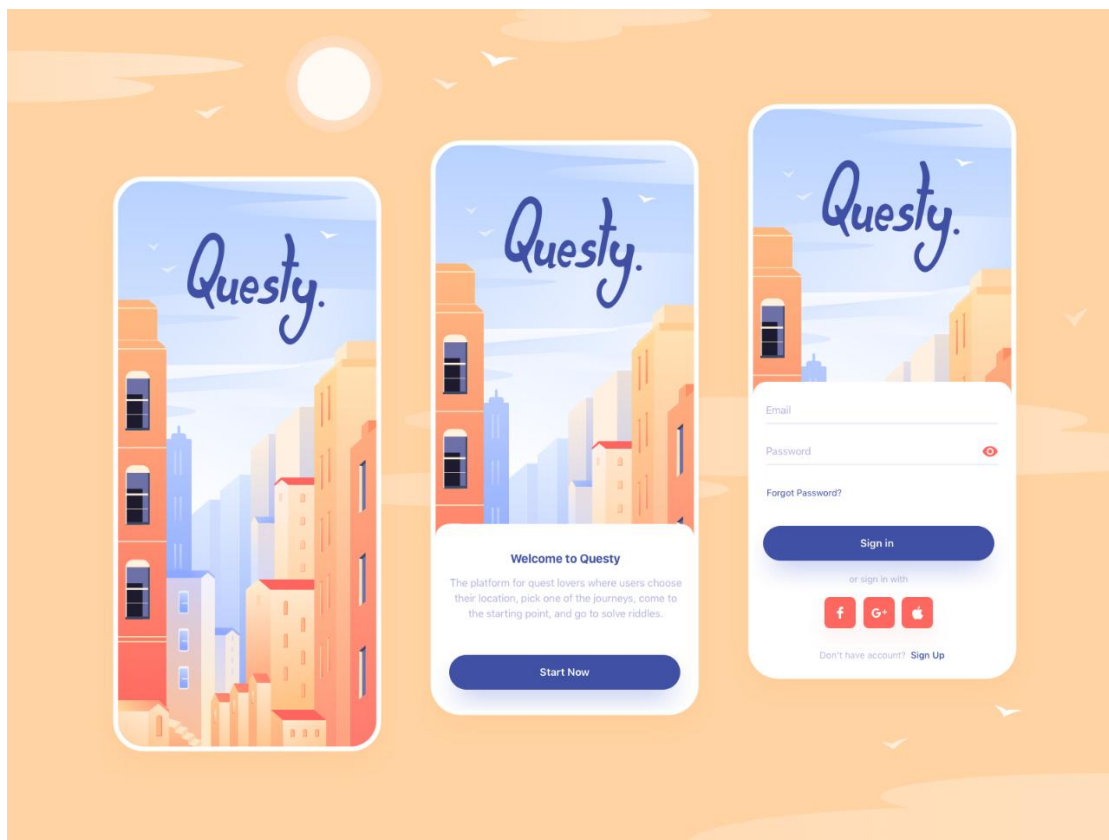 Questy.
Questy.
Welcome to Questy
The platform for quest lovers where users choose
their location, pick one of the journeys, come to
the starting point, and go to solve riddles.
Start Now
Questy.
Email
Password
Forgot Password?
Sign in
or sign in with
f G+
Don't have account? Sign Up